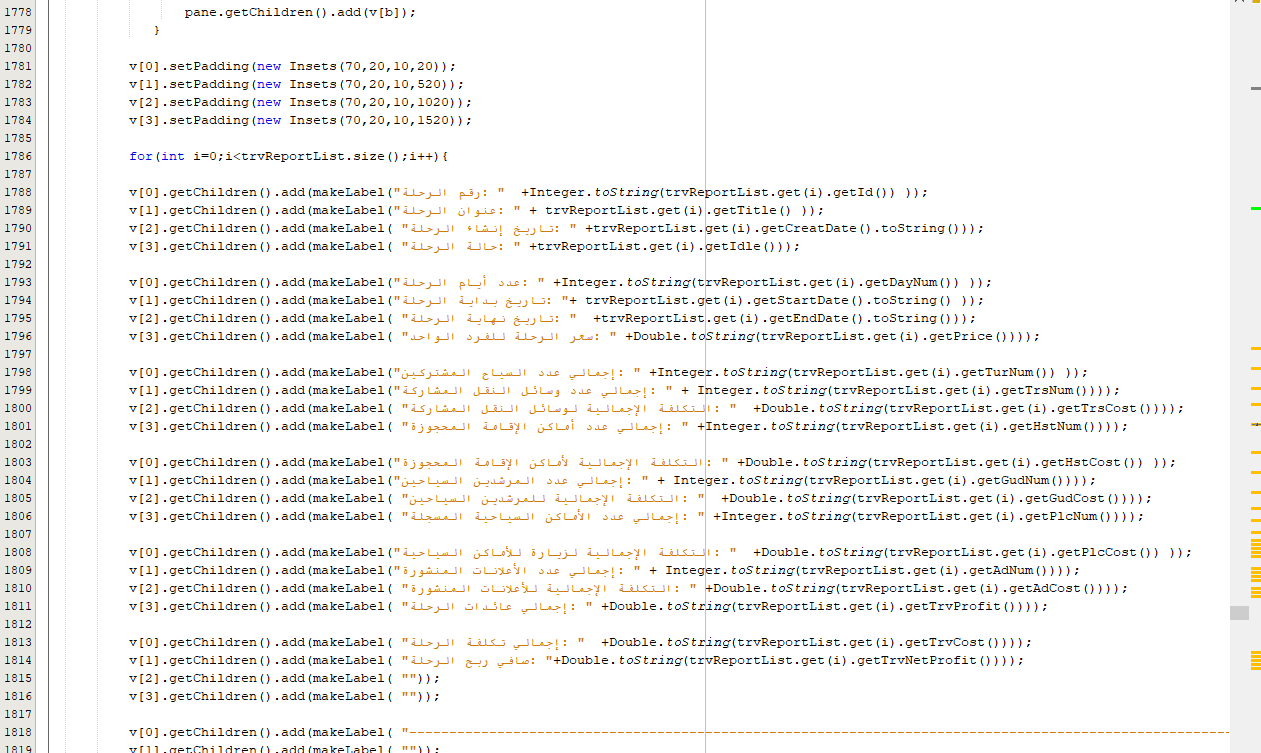 1778 pane.getChildren().add(v[b]);
1779 }
1780
1781 v[0].setPadding(new Insets(70,20,10,20));
1782 v[1].setPadding(new Insets(70,20,10,520));
1783 v[2].setPadding(new Insets(70,20,10,1020));
1784 v[3].setPadding(new Insets(70,20,10,1520));
1785
1786 for(int i=0;i<trvReportList.size();i++){
1787
1788 v[0].getChildren().add(makeLabel("رقم الرحلة: " +Integer.toString(trvReportList.get(i).getId()) ));
1789 v[1].getChildren().add(makeLabel("عنوان الرحلة: " + trvReportList.get(i).getTitle() ));
1790 v[2].getChildren().add(makeLabel( "تاريخ إنشاء الرحلة: " +trvReportList.get(i).getCreatDate().toString()));
1791 v[3].getChildren().add(makeLabel( "حالة الرحلة: " +trvReportList.get(i).getIdle()));
1792
1793 v[0].getChildren().add(makeLabel("عدد أيام الرحلة: " +Integer.toString(trvReportList.get(i).getDayNum()) ));
1794 v[1].getChildren().add(makeLabel("تاريخ بداية الرحلة: "+ trvReportList.get(i).getStartDate().toString() ));
1795 v[2].getChildren().add(makeLabel( "تاريخ نهاية الرحلة: " +trvReportList.get(i).getEndDate().toString()));
1796 v[3].getChildren().add(makeLabel( "سعر الرحلة للفرد الواحد: " +Double.toString(trvReportList.get(i).getPrice())));
1797
1798 v[0].getChildren().add(makeLabel("إجمالي عدد السياح المشتركين: " +Integer.toString(trvReportList.get(i).getTurNum()) ));
1799 v[1].getChildren().add(makeLabel("إجمالي عدد وسائل النقل المشاركة: " + Integer.toString(trvReportList.get(i).getTrsNum())));
1800 v[2].getChildren().add(makeLabel( "التكلفة الإجمالية لوسائل النقل المشاركة: " +Double.toString(trvReportList.get(i).getTrsCost())));
1801 v[3].getChildren().add(makeLabel( "إجمالي عدد أماكن الإقامة المحجوزة: " +Integer.toString(trvReportList.get(i).getHstNum())));
1802
1803 v[0].getChildren().add(makeLabel("التكلفة الإجمالية لأماكن الإقامة المحجوزة: " +Double.toString(trvReportList.get(i).getHstCost()) ));
1804 v[1].getChildren().add(makeLabel("إجمالي عدد المرشدين السياحين: " + Integer.toString(trvReportList.get(i).getGudNum())));
1805 v[2].getChildren().add(makeLabel( "التكلفة الإجمالية للمرشدين السياحين: " +Double.toString(trvReportList.get(i).getGudCost())));
1806 v[3].getChildren().add(makeLabel( "إجمالي عدد الأماكن السياحية المسجلة: " +Integer.toString(trvReportList.get(i).getPlcNum())));
1807
1808 v[0].getChildren().add(makeLabel("التكلفة الإجمالية لزيارة للأماكن السياحية: " +Double.toString(trvReportList.get(i).getPlcCost()) ));
1809 v[1].getChildren().add(makeLabel("إجمالي عدد الأعلانات المنشورة: " + Integer.toString(trvReportList.get(i).getAdNum())));
1810 v[2].getChildren().add(makeLabel( "التكلفة الإجمالية للأعلانات المنشورة: " +Double.toString(trvReportList.get(i).getAdCost())));
1811 v[3].getChildren().add(makeLabel( "إجمالي عائدات الرحلة: " +Double.toString(trvReportList.get(i).getTrvProfit())));
1812
1813 v[0].getChildren().add(makeLabel( "إجمالي تكلفة الرحلة: " +Double.toString(trvReportList.get(i).getTrvCost())));
1814 v[1].getChildren().add(makeLabel( "صافي ربح الرحلة: "+Double.toString(trvReportList.get(i).getTrvNetProfit())));
1815 v[2].getChildren().add(makeLabel( ""));
1816 v[3].getChildren().add(makeLabel( ""));
1817
1818 v[0].getChildren().add(makeLabel( "-------------------------------------------------------------------------------------------------------
1819 v[1].getChildren().add(makeLabel( ""));